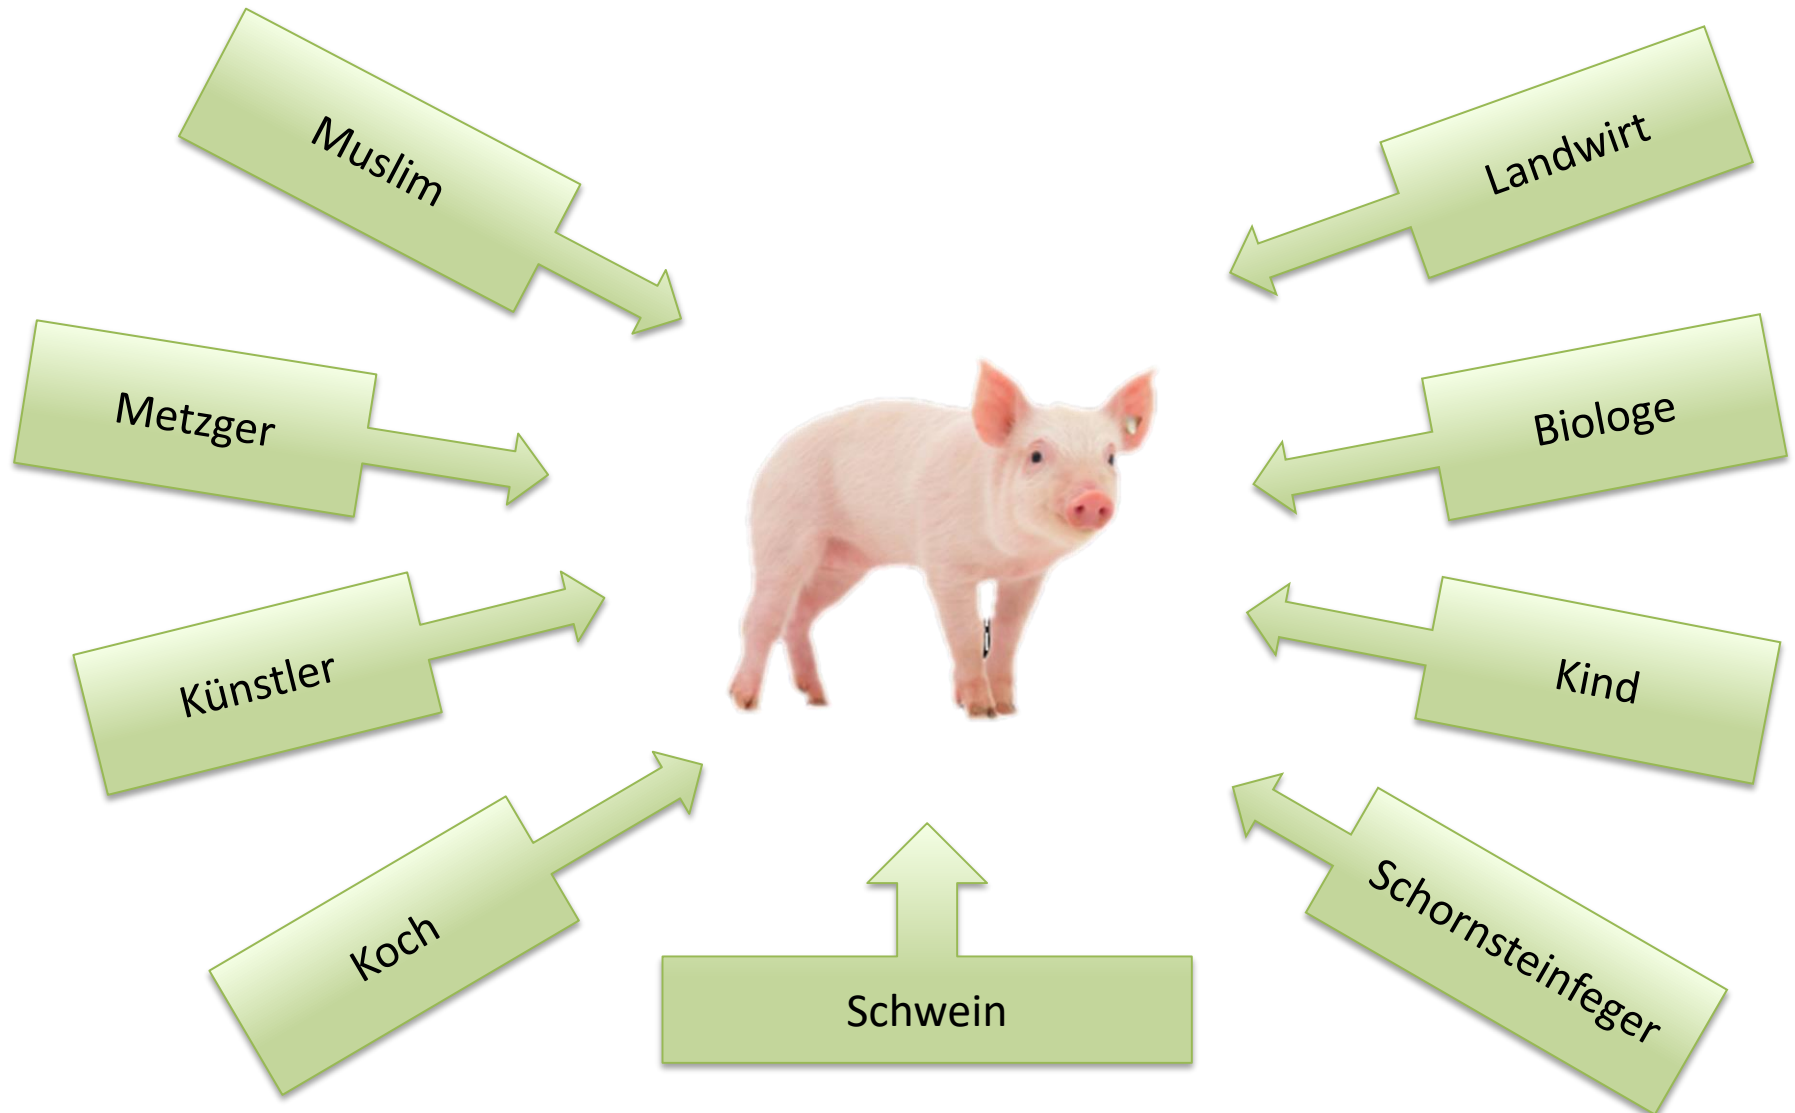 Muslim
Landwirt
Metzger
Biologe
Künstler
Kind
Koch
Schornsteinfeger
Schwein